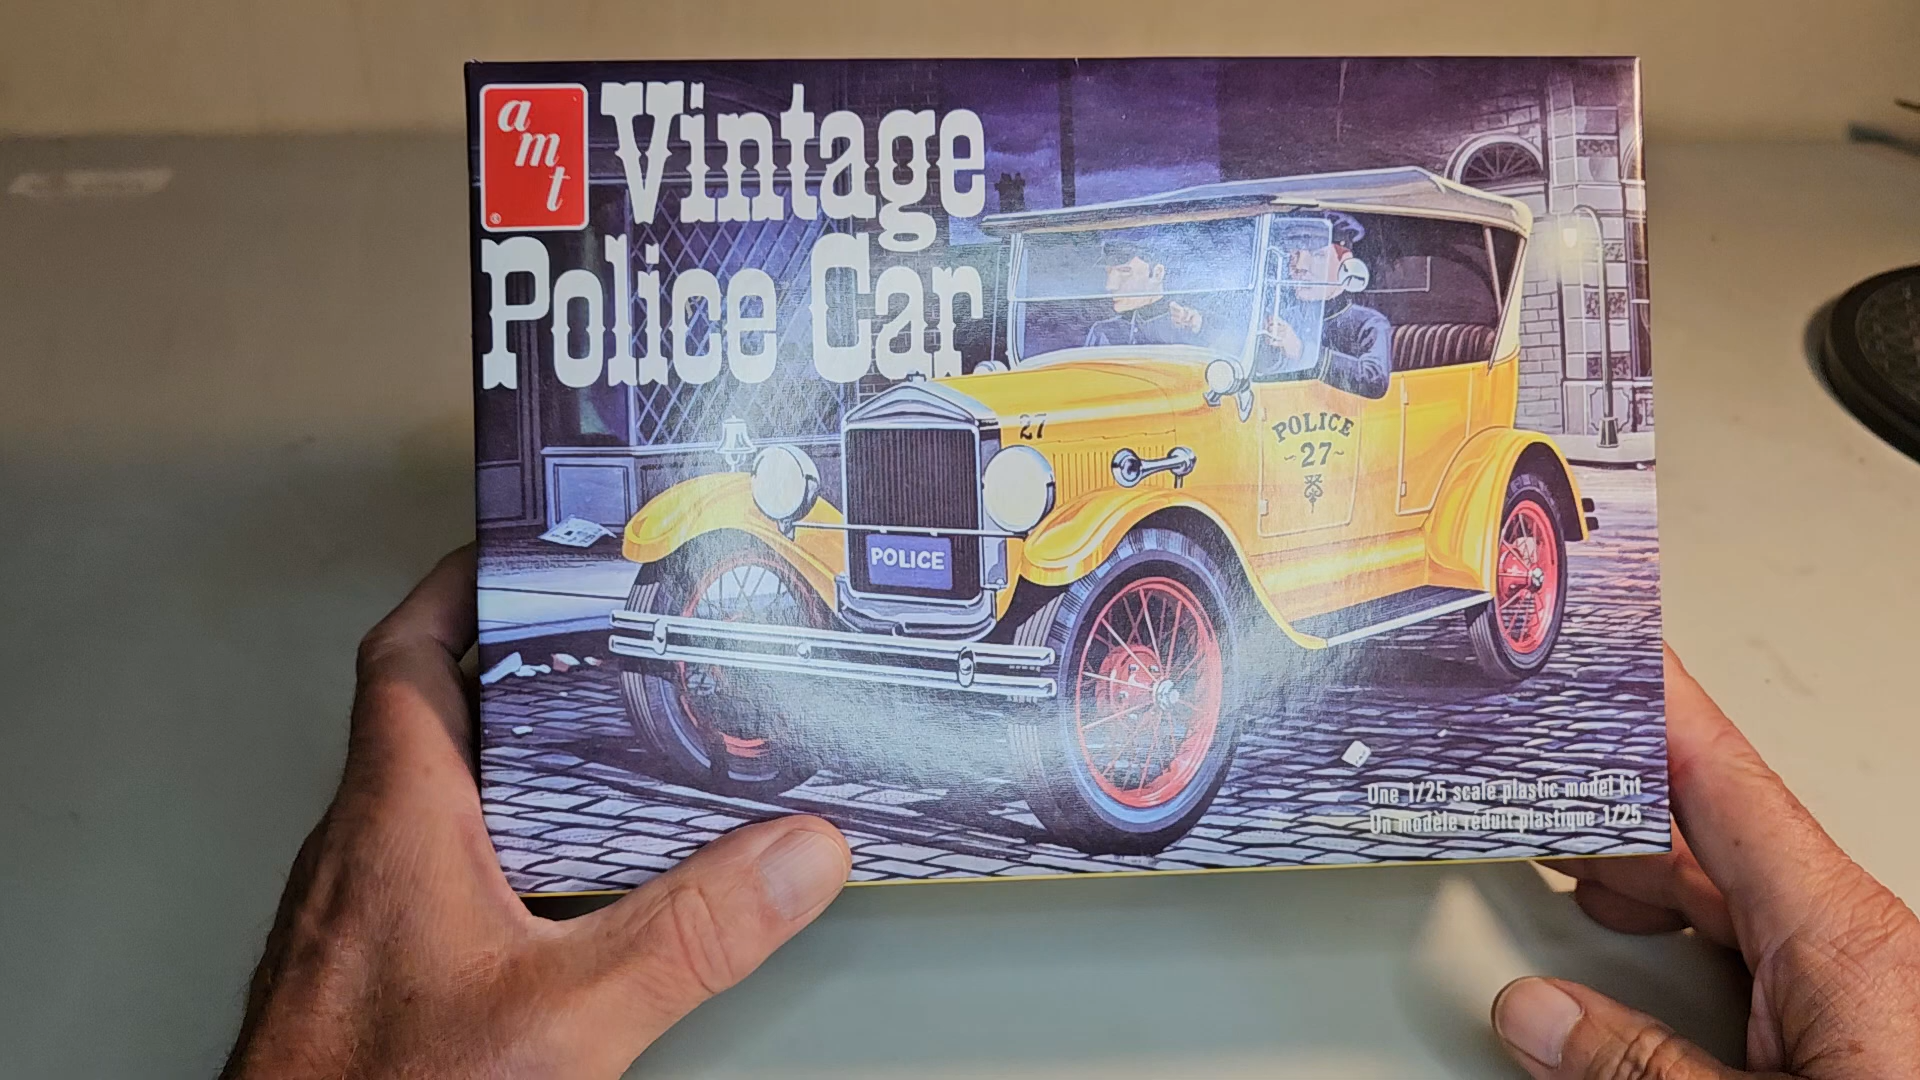 amt
Vintage
Police Car
27
POLICE
~27~
POLICE
One 1/25 scale plastic model kit
Un modèle réduit plastique 1/25